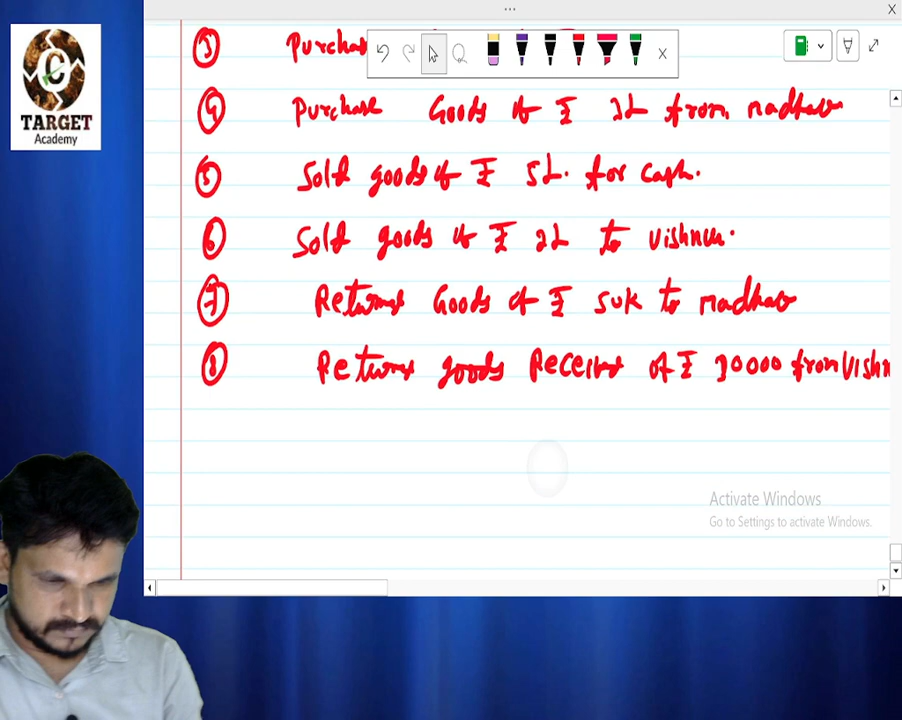 TARGET
Academy
③ Purchas
④ Purchase Goods of ₹ 2L from madhav
⑤ Sold goods of ₹ 5L. for cash.
⑥ Sold goods of ₹ 2L to vishnu.
⑦ Returns Goods of ₹ 50K to madhav
⑧ Returns goods Received of ₹ 30000 from Vishn
Activate Windows
Go to Settings to activate Windows.